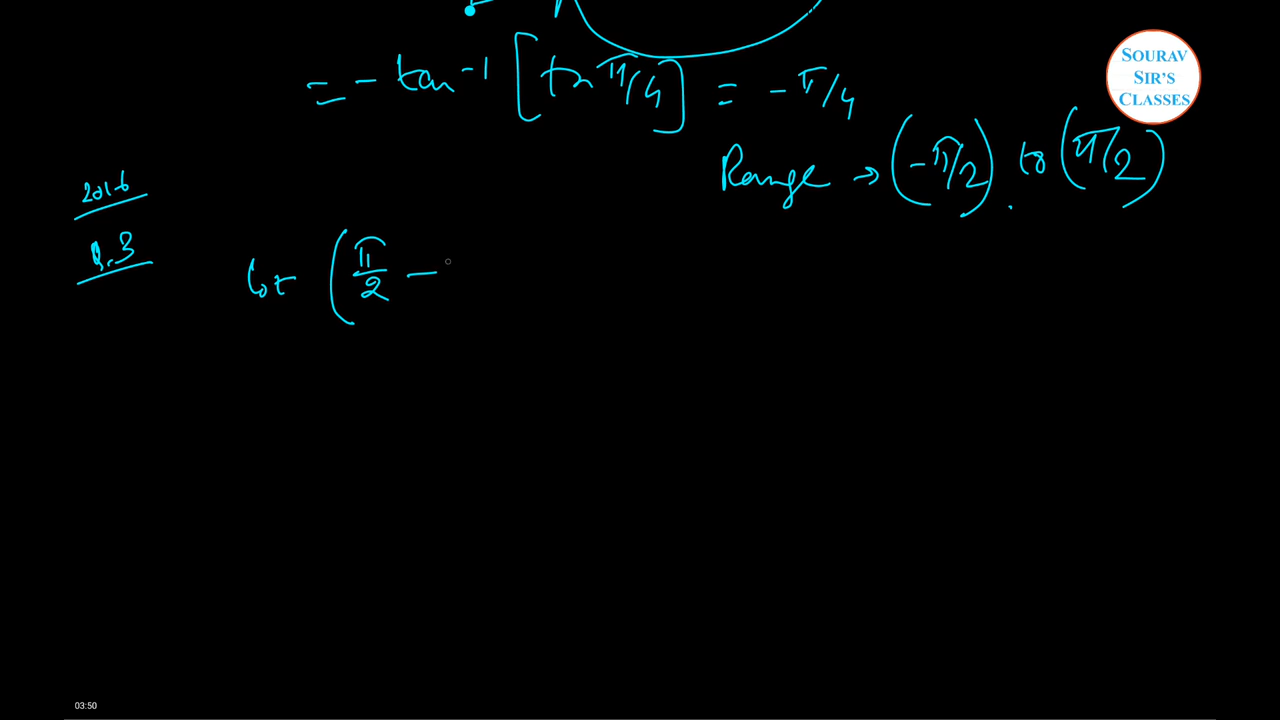 = - tan⁻¹ [tan π/4] = - π/4
SOURAV
SIR'S
CLASSES
Range → (-π/2) to (π/2)
2016
Q.3
Cot (π/2 -
03:50